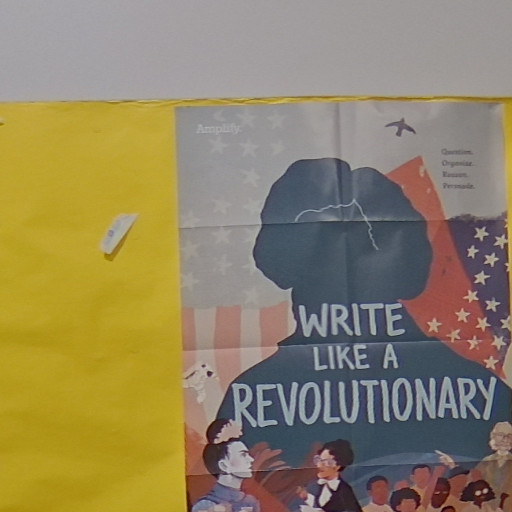 Amplify.
Question.
Organize.
Reason.
Persuade.
WRITE
LIKE A
REVOLUTIONARY